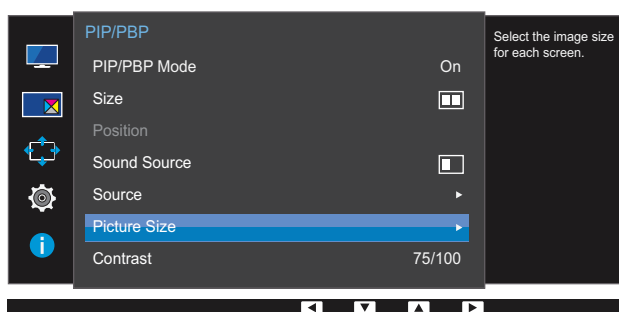 PIP/PBP
PIP/PBP Mode On
Size
Position
Sound Source
Source
Picture Size
Contrast 75/100
Select the image size
for each screen.